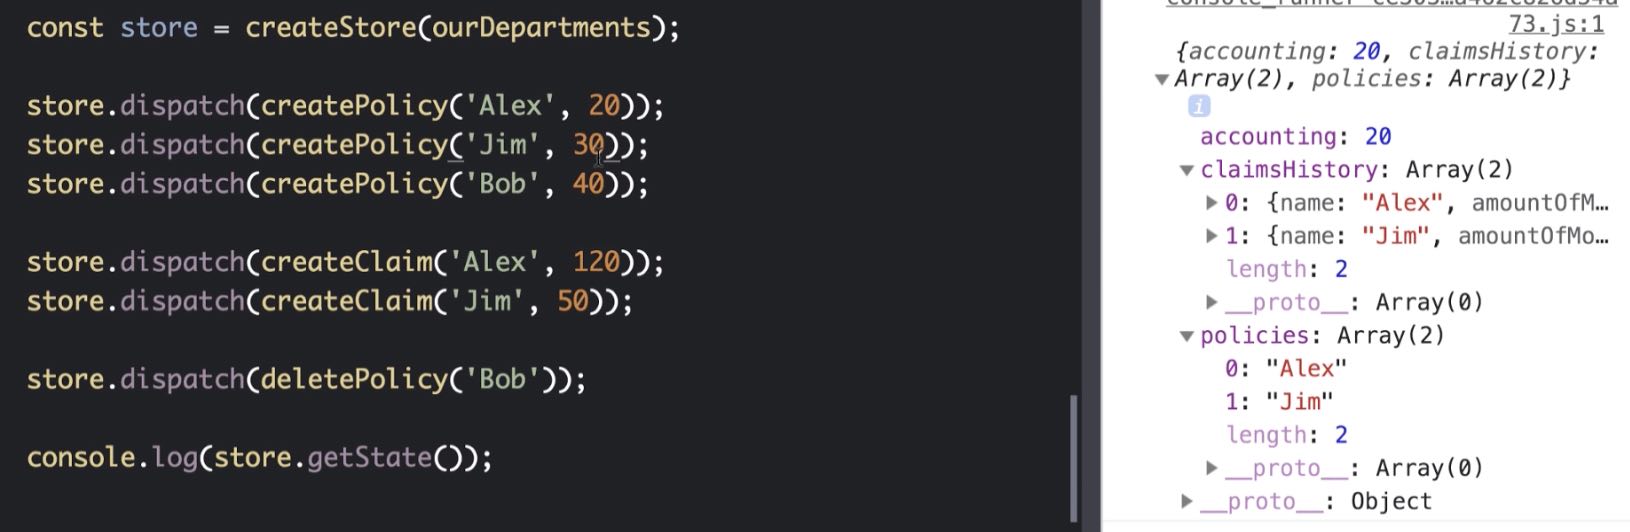 const store = createStore(ourDepartments);
store.dispatch(createPolicy('Alex', 20));
store.dispatch(createPolicy('Jim', 30));
store.dispatch(createPolicy('Bob', 40));
store.dispatch(createClaim('Alex', 120));
store.dispatch(createClaim('Jim', 50));
store.dispatch(deletePolicy('Bob'));
console.log(store.getState());
73.js:1
{accounting: 20, claimsHistory:
▼Array(2), policies: Array(2)}
i
accounting: 20
▼claimsHistory: Array(2)
▶0: {name: "Alex", amountOfM…
▶1: {name: "Jim", amountOfMo…
length: 2
▶__proto__: Array(0)
▼policies: Array(2)
0: "Alex"
1: "Jim"
length: 2
▶__proto__: Array(0)
▶__proto__: Object